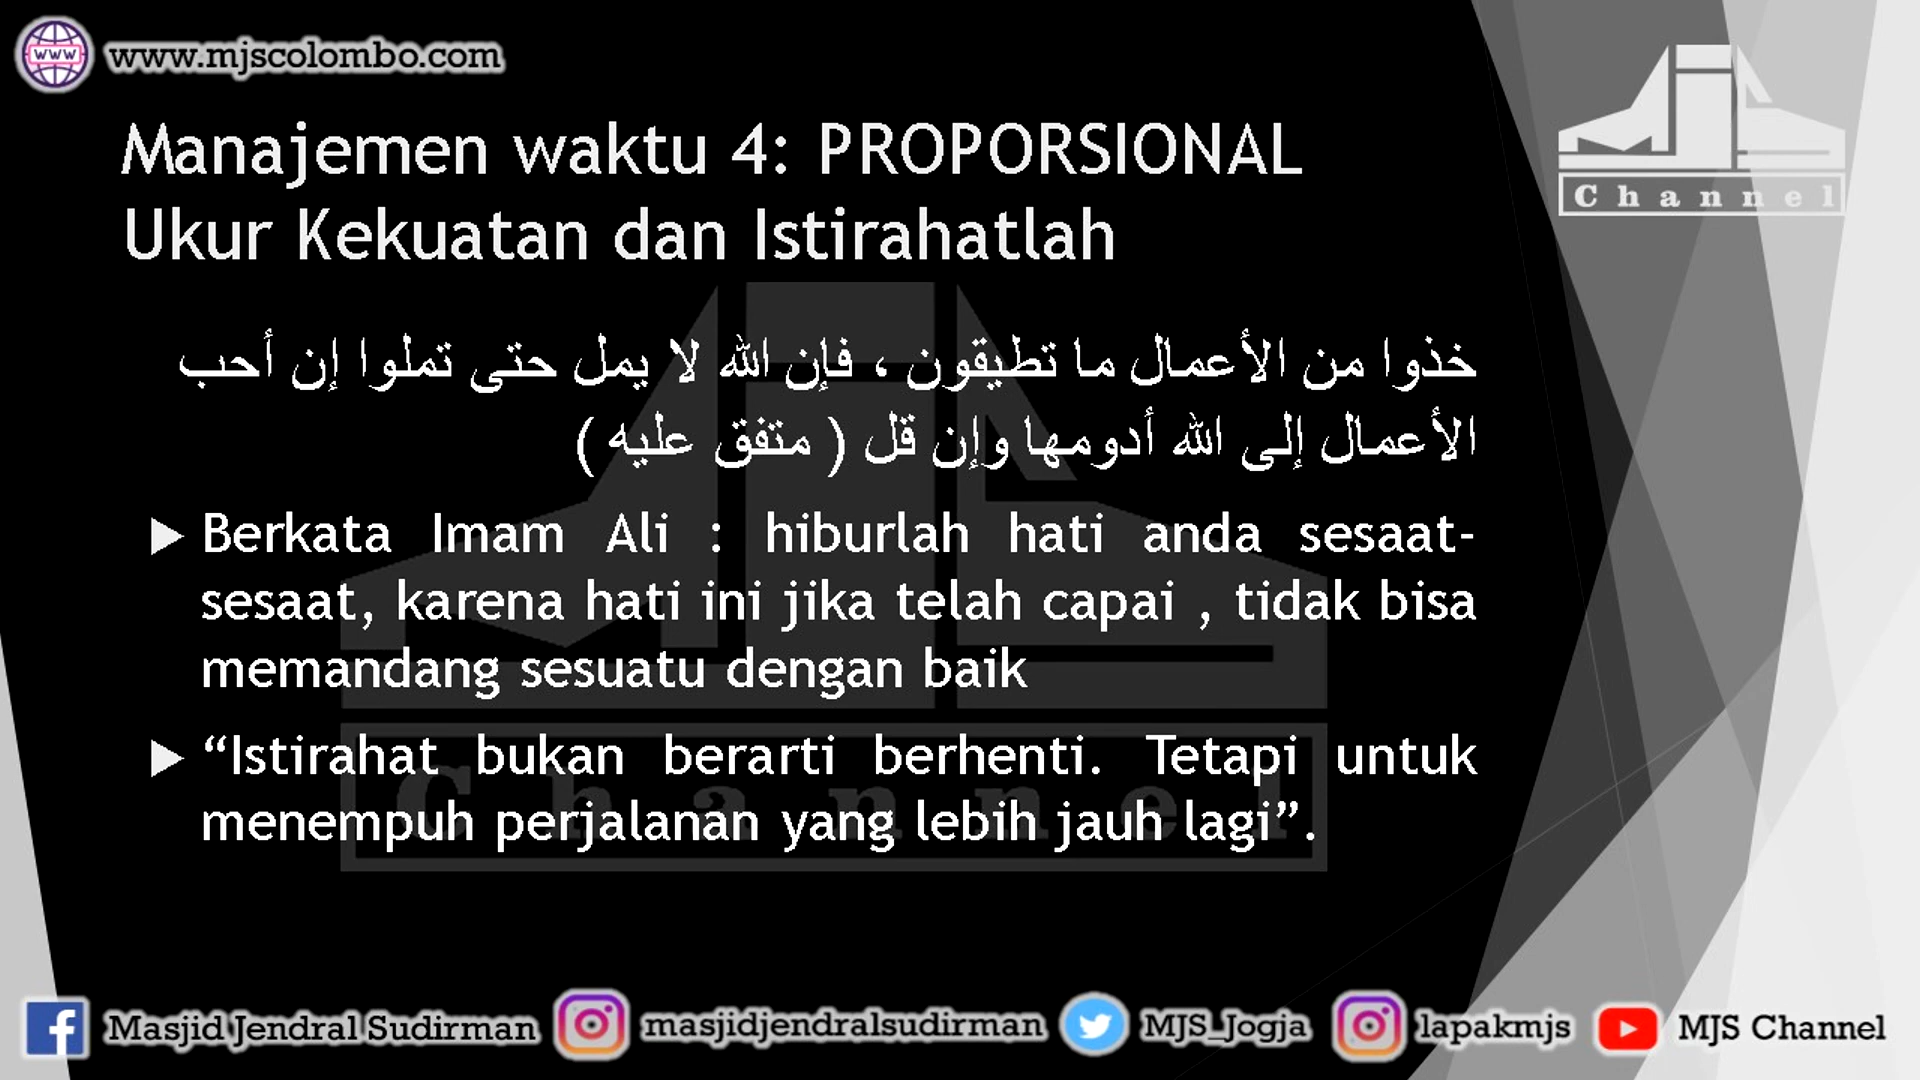 www.mjscolombo.com
Channel
Manajemen waktu 4: PROPORSIONAL
Ukur Kekuatan dan Istirahatlah
خذوا من الأعمال ما تطيقون ، فإن الله لا يمل حتى تملوا إن أحب
الأعمال إلى الله أدومها وإن قل ( متفق عليه )
Berkata Imam Ali : hiburlah hati anda sesaat-
sesaat, karena hati ini jika telah capai , tidak bisa
memandang sesuatu dengan baik
“Istirahat bukan berarti berhenti. Tetapi untuk
menempuh perjalanan yang lebih jauh lagi”.
Channel
Masjid Jendral Sudirman masjidjendralsudirman MJS_Jogja lapakmjs MJS Channel